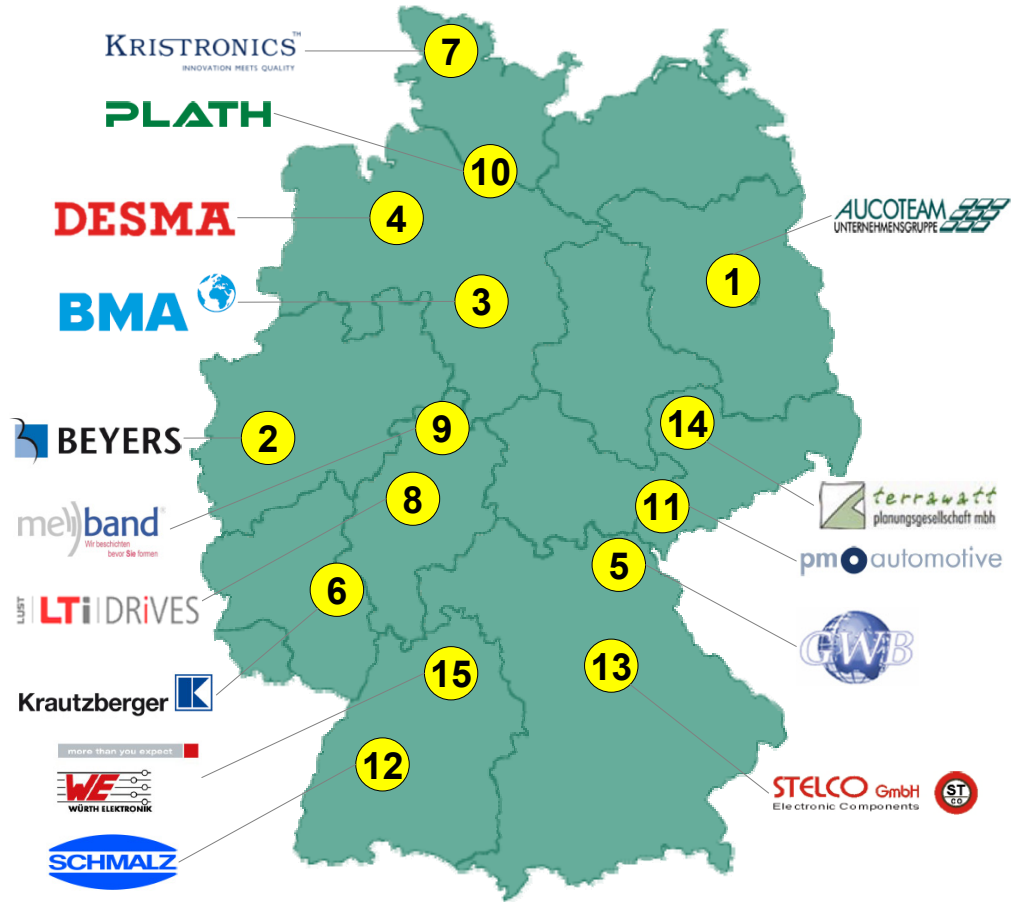 KRISTRONICS™
INNOVATION MEETS QUALITY
7
PLATH
10
DESMA
4
AUCOTEAM
UNTERNEHMENSGRUPPE
1
BMA
3
BEYERS
2
9
14
me))band®
Wir beschichten
bevor Sie formen
8
11
terrawatt
planungsgesellschaft mbh
pm automotive
LUST LTi DRiVES
6
5
GWB
Krautzberger
15
13
more than you expect
WE
WÜRTH ELEKTRONIK
12
STELCO GmbH
Electronic Components
ST
CO
SCHMALZ